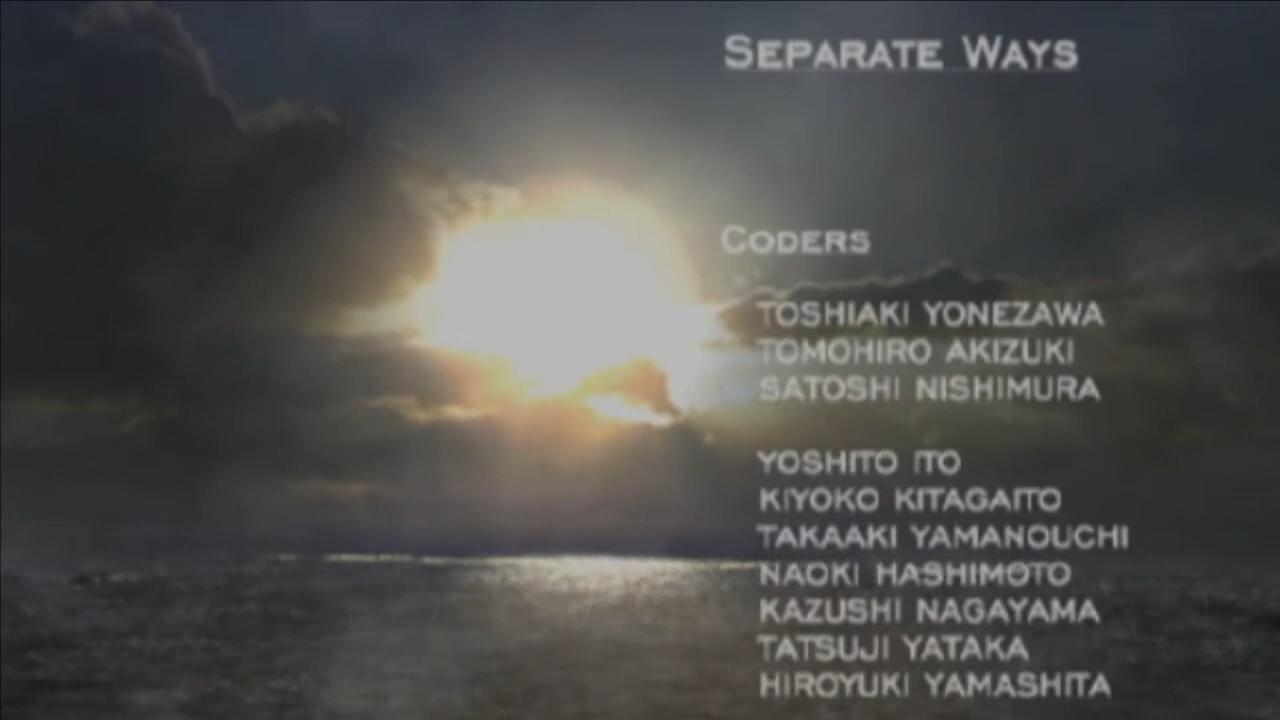 SEPARATE WAYS
CODERS
TOSHIAKI YONEZAWA
TOMOHIRO AKIZUKI
SATOSHI NISHIMURA
YOSHITO ITO
KIYOKO KITAGAITO
TAKAAKI YAMANOUCHI
NAOKI HASHIMOTO
KAZUSHI NAGAYAMA
TATSUJI YATAKA
HIROYUKI YAMASHITA